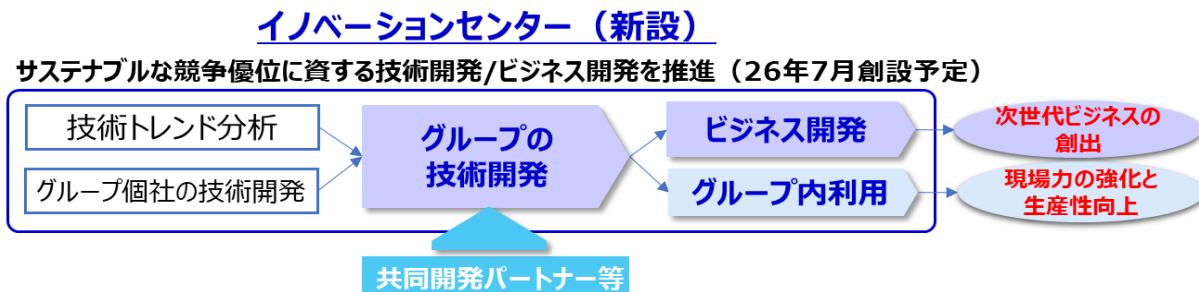 イノベーションセンター（新設）
サステナブルな競争優位に資する技術開発/ビジネス開発を推進（26年7月創設予定）
技術トレンド分析
グループ個社の技術開発
グループの
技術開発
ビジネス開発
グループ内利用
次世代ビジネスの
創出
現場力の強化と
生産性向上
共同開発パートナー等